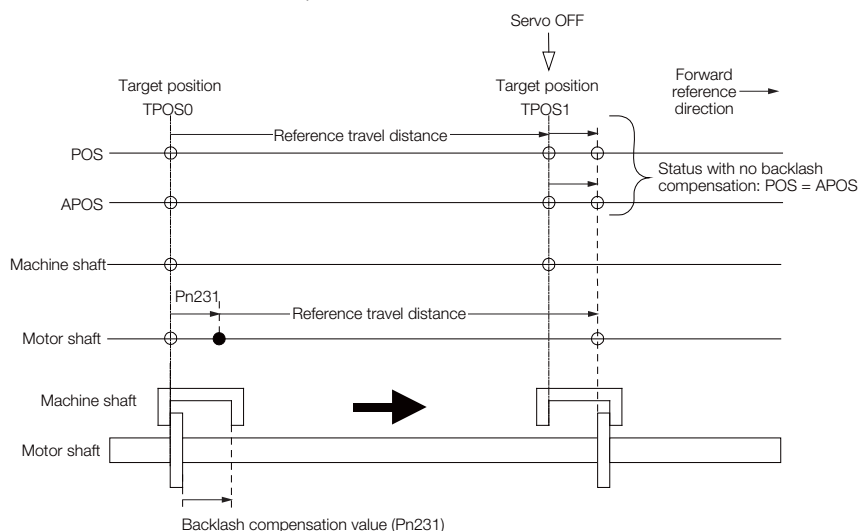 Servo OFF
Target position
TPOS0
Target position
TPOS1
Forward
reference
direction
Reference travel distance
POS
Status with no backlash
compensation: POS = APOS
APOS
Machine shaft
Pn231
Reference travel distance
Motor shaft
Machine shaft
Motor shaft
Backlash compensation value (Pn231)